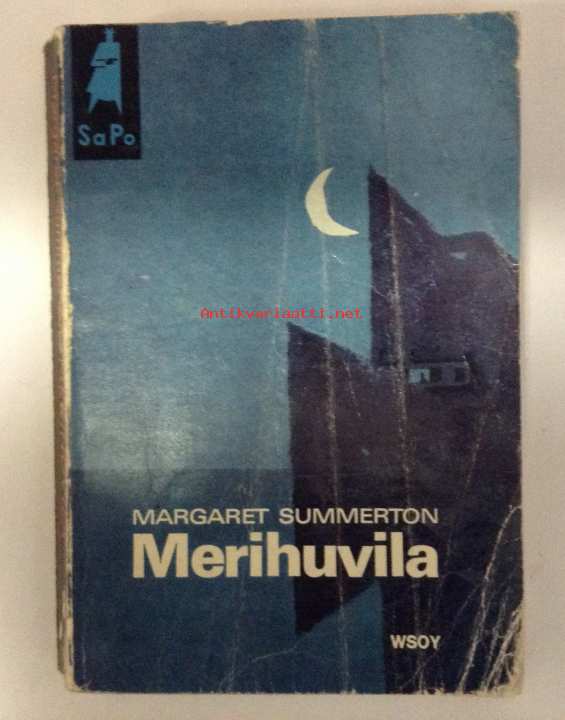 SaPo
Antikvariaatti.net
MARGARET SUMMERTON
Merihuvila
WSOY